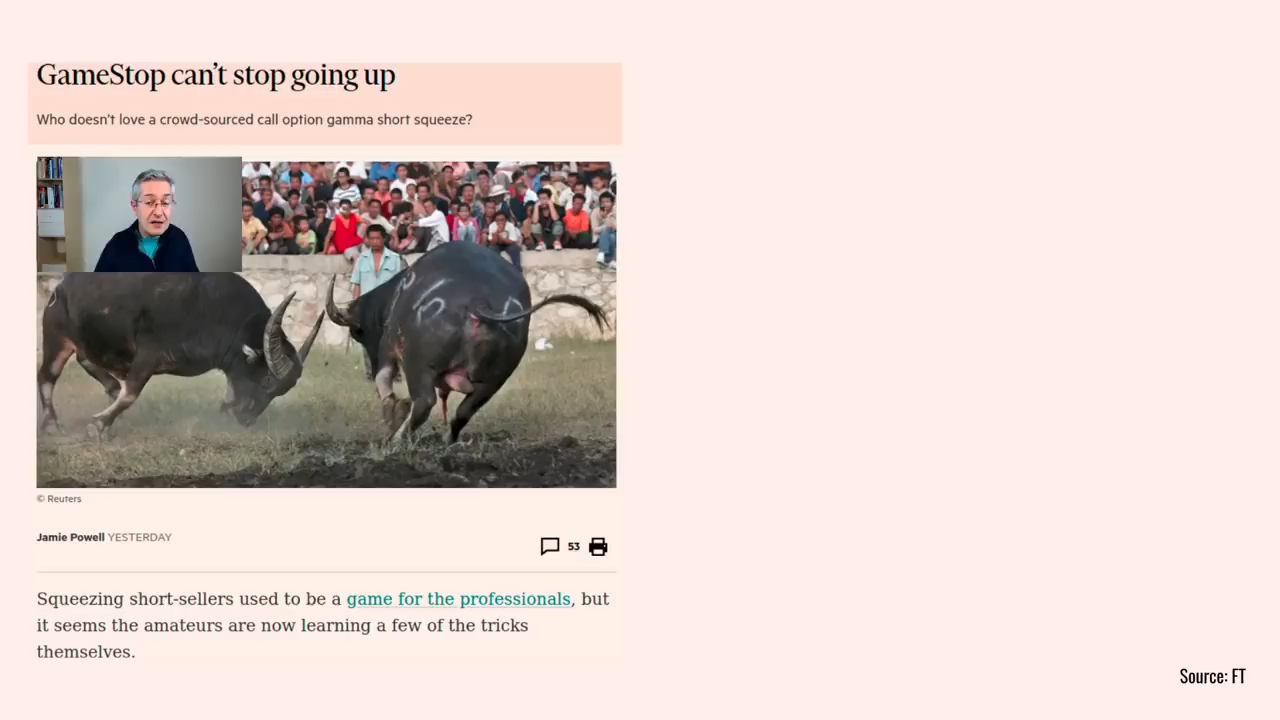 GameStop can't stop going up
Who doesn't love a crowd-sourced call option gamma short squeeze?
© Reuters
Jamie Powell YESTERDAY
53
Squeezing short-sellers used to be a game for the professionals, but
it seems the amateurs are now learning a few of the tricks
themselves.
Source: FT